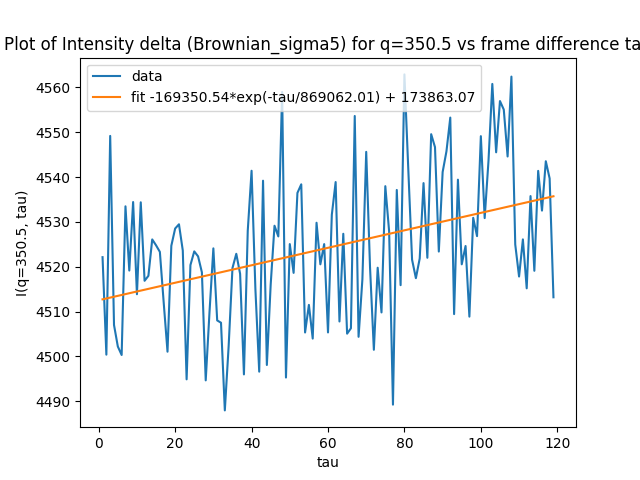 Plot of Intensity delta (Brownian_sigma5) for q=350.5 vs frame difference ta
data
fit -169350.54*exp(-tau/869062.01) + 173863.07
I(q=350.5, tau)
4560
4550
4540
4530
4520
4510
4500
4490
0 20 40 60 80 100 120
tau